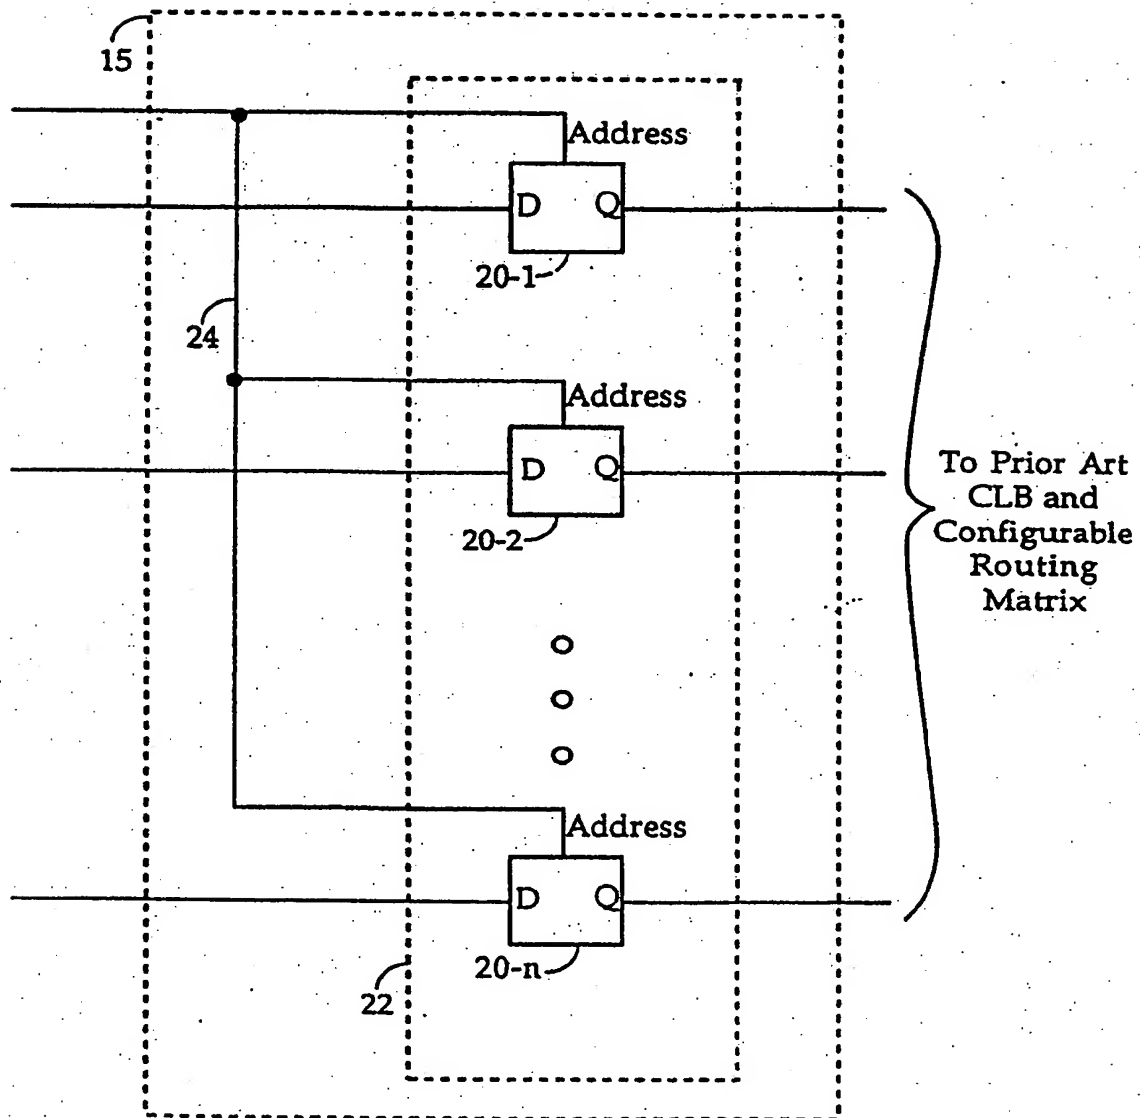 15
Address
D Q
20-1
24
Address
D Q
20-2
To Prior Art
CLB and
Configurable
Routing
Matrix
Address
D Q
20-n
22